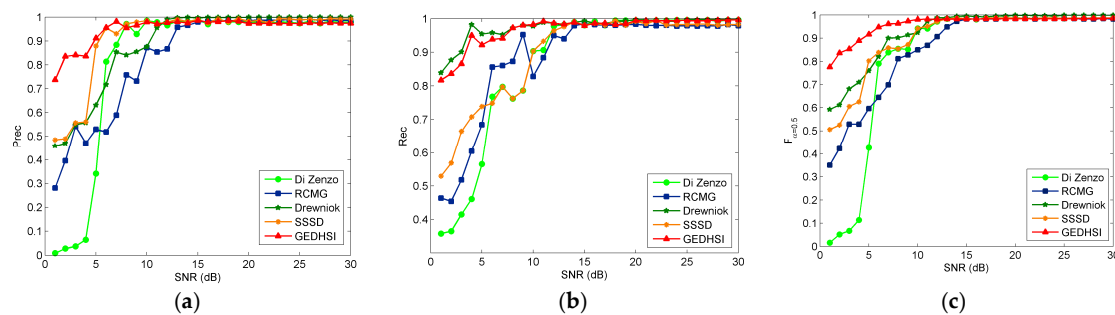 1
0.9
0.8
0.7
0.6
0.5
0.4
0.3
0.2
0.1
0
Prec
0 5 10 15 20 25 30
SNR (dB)
Di Zenzo
RCMG
Drewniok
SSSD
GEDHSI
(a)
1
0.9
0.8
0.7
0.6
0.5
0.4
Rec
0 5 10 15 20 25 30
SNR (dB)
Di Zenzo
RCMG
Drewniok
SSSD
GEDHSI
(b)
1
0.9
0.8
0.7
0.6
0.5
0.4
0.3
0.2
0.1
0
Fα=0.5
0 5 10 15 20 25 30
SNR (dB)
Di Zenzo
RCMG
Drewniok
SSSD
GEDHSI
(c)